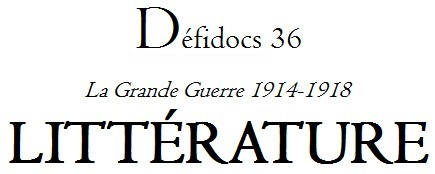 Défidocs 36
La Grande Guerre 1914-1918
LITTÉRATURE